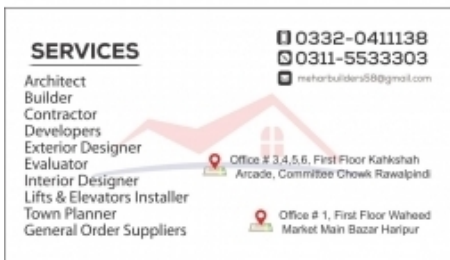 SERVICES
Architect
Builder
Contractor
Developers
Exterior Designer
Evaluator
Interior Designer
Lifts & Elevators Installer
Town Planner
General Order Suppliers
0332-0411138
0311-5533303
meharbuilders58@gmail.com
Office # 3,4,5,6, First Floor Kahkshah
Arcade, Committee Chowk Rawalpindi
Office # 1, First Floor Waheed
Market Main Bazar Haripur